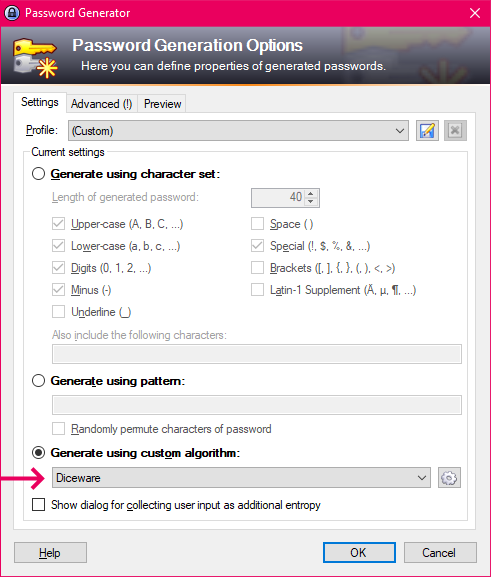 Password Generator
Password Generation Options
Here you can define properties of generated passwords.
Settings Advanced (!) Preview
Profile: (Custom)
Current settings
Generate using character set:
Length of generated password: 40
Upper-case (A, B, C, ...) Space ( )
Lower-case (a, b, c, ...) Special (!, $, %, &, ...)
Digits (0, 1, 2, ...) Brackets ([, ], {, }, (, ), <, >)
Minus (-) Latin-1 Supplement (Ä, µ, ¶, ...)
Underline (_)
Also include the following characters:
Generate using pattern:
Randomly permute characters of password
Generate using custom algorithm:
Diceware
Show dialog for collecting user input as additional entropy
Help OK Cancel